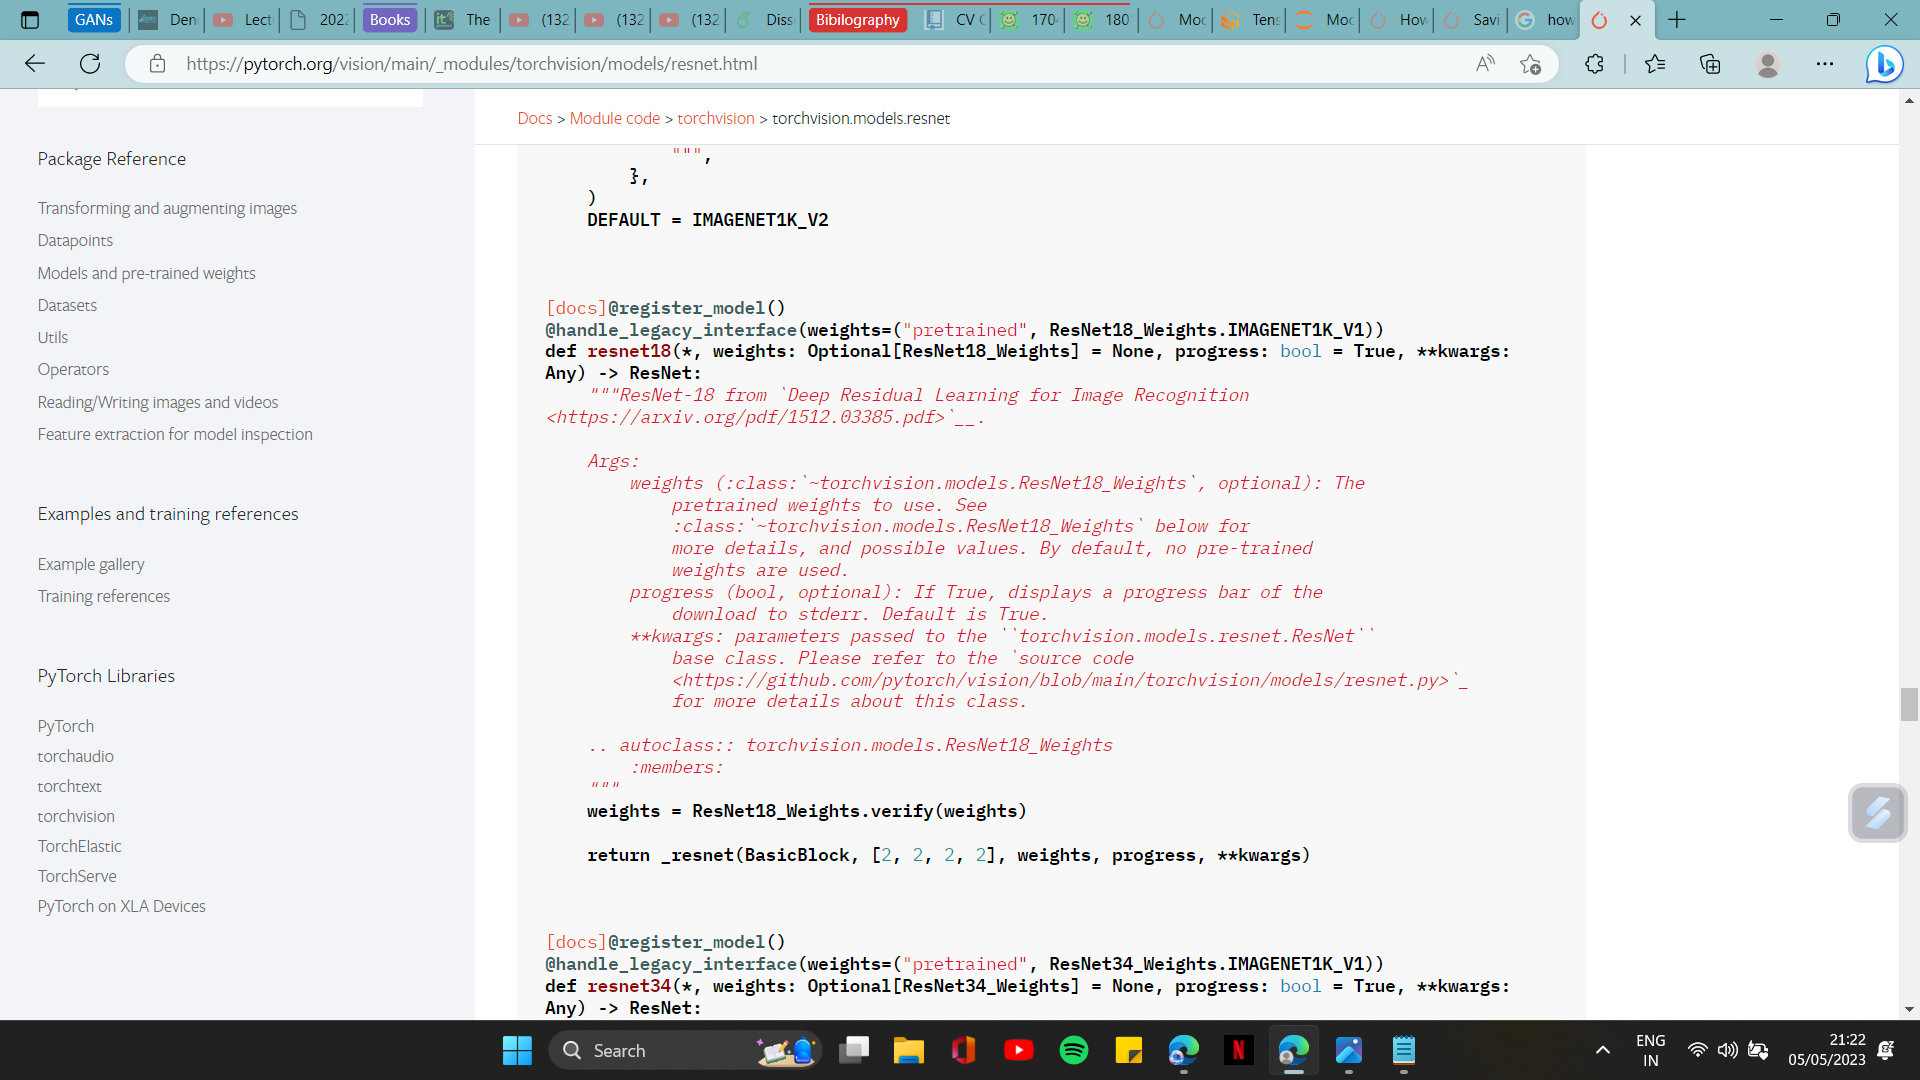 GANs
Den
Lect
2022
Books
The
(132
(132
(132
Diss
Bibilography
CV
1704
180
Moc
Tens
Moc
How
Savi
how
https://pytorch.org/vision/main/_modules/torchvision/models/resnet.html
Docs > Module code > torchvision > torchvision.models.resnet
Package Reference
Transforming and augmenting images
Datapoints
Models and pre-trained weights
Datasets
Utils
Operators
Reading/Writing images and videos
Feature extraction for model inspection
Examples and training references
Example gallery
Training references
PyTorch Libraries
PyTorch
torchaudio
torchtext
torchvision
TorchElastic
TorchServe
PyTorch on XLA Devices
""",
},
)
DEFAULT = IMAGENET1K_V2
[docs]@register_model()
@handle_legacy_interface(weights=("pretrained", ResNet18_Weights.IMAGENET1K_V1))
def resnet18(*, weights: Optional[ResNet18_Weights] = None, progress: bool = True, **kwargs:
Any) -> ResNet:
"""ResNet-18 from `Deep Residual Learning for Image Recognition
<https://arxiv.org/pdf/1512.03385.pdf>`__.
Args:
weights (:class:`~torchvision.models.ResNet18_Weights`, optional): The
pretrained weights to use. See
:class:`~torchvision.models.ResNet18_Weights` below for
more details, and possible values. By default, no pre-trained
weights are used.
progress (bool, optional): If True, displays a progress bar of the
download to stderr. Default is True.
**kwargs: parameters passed to the ``torchvision.models.resnet.ResNet``
base class. Please refer to the `source code
<https://github.com/pytorch/vision/blob/main/torchvision/models/resnet.py>`_
for more details about this class.
.. autoclass:: torchvision.models.ResNet18_Weights
:members:
"""
weights = ResNet18_Weights.verify(weights)
return _resnet(BasicBlock, [2, 2, 2, 2], weights, progress, **kwargs)
[docs]@register_model()
@handle_legacy_interface(weights=("pretrained", ResNet34_Weights.IMAGENET1K_V1))
def resnet34(*, weights: Optional[ResNet34_Weights] = None, progress: bool = True, **kwargs:
Any) -> ResNet:
Search
ENG
IN
21:22
05/05/2023